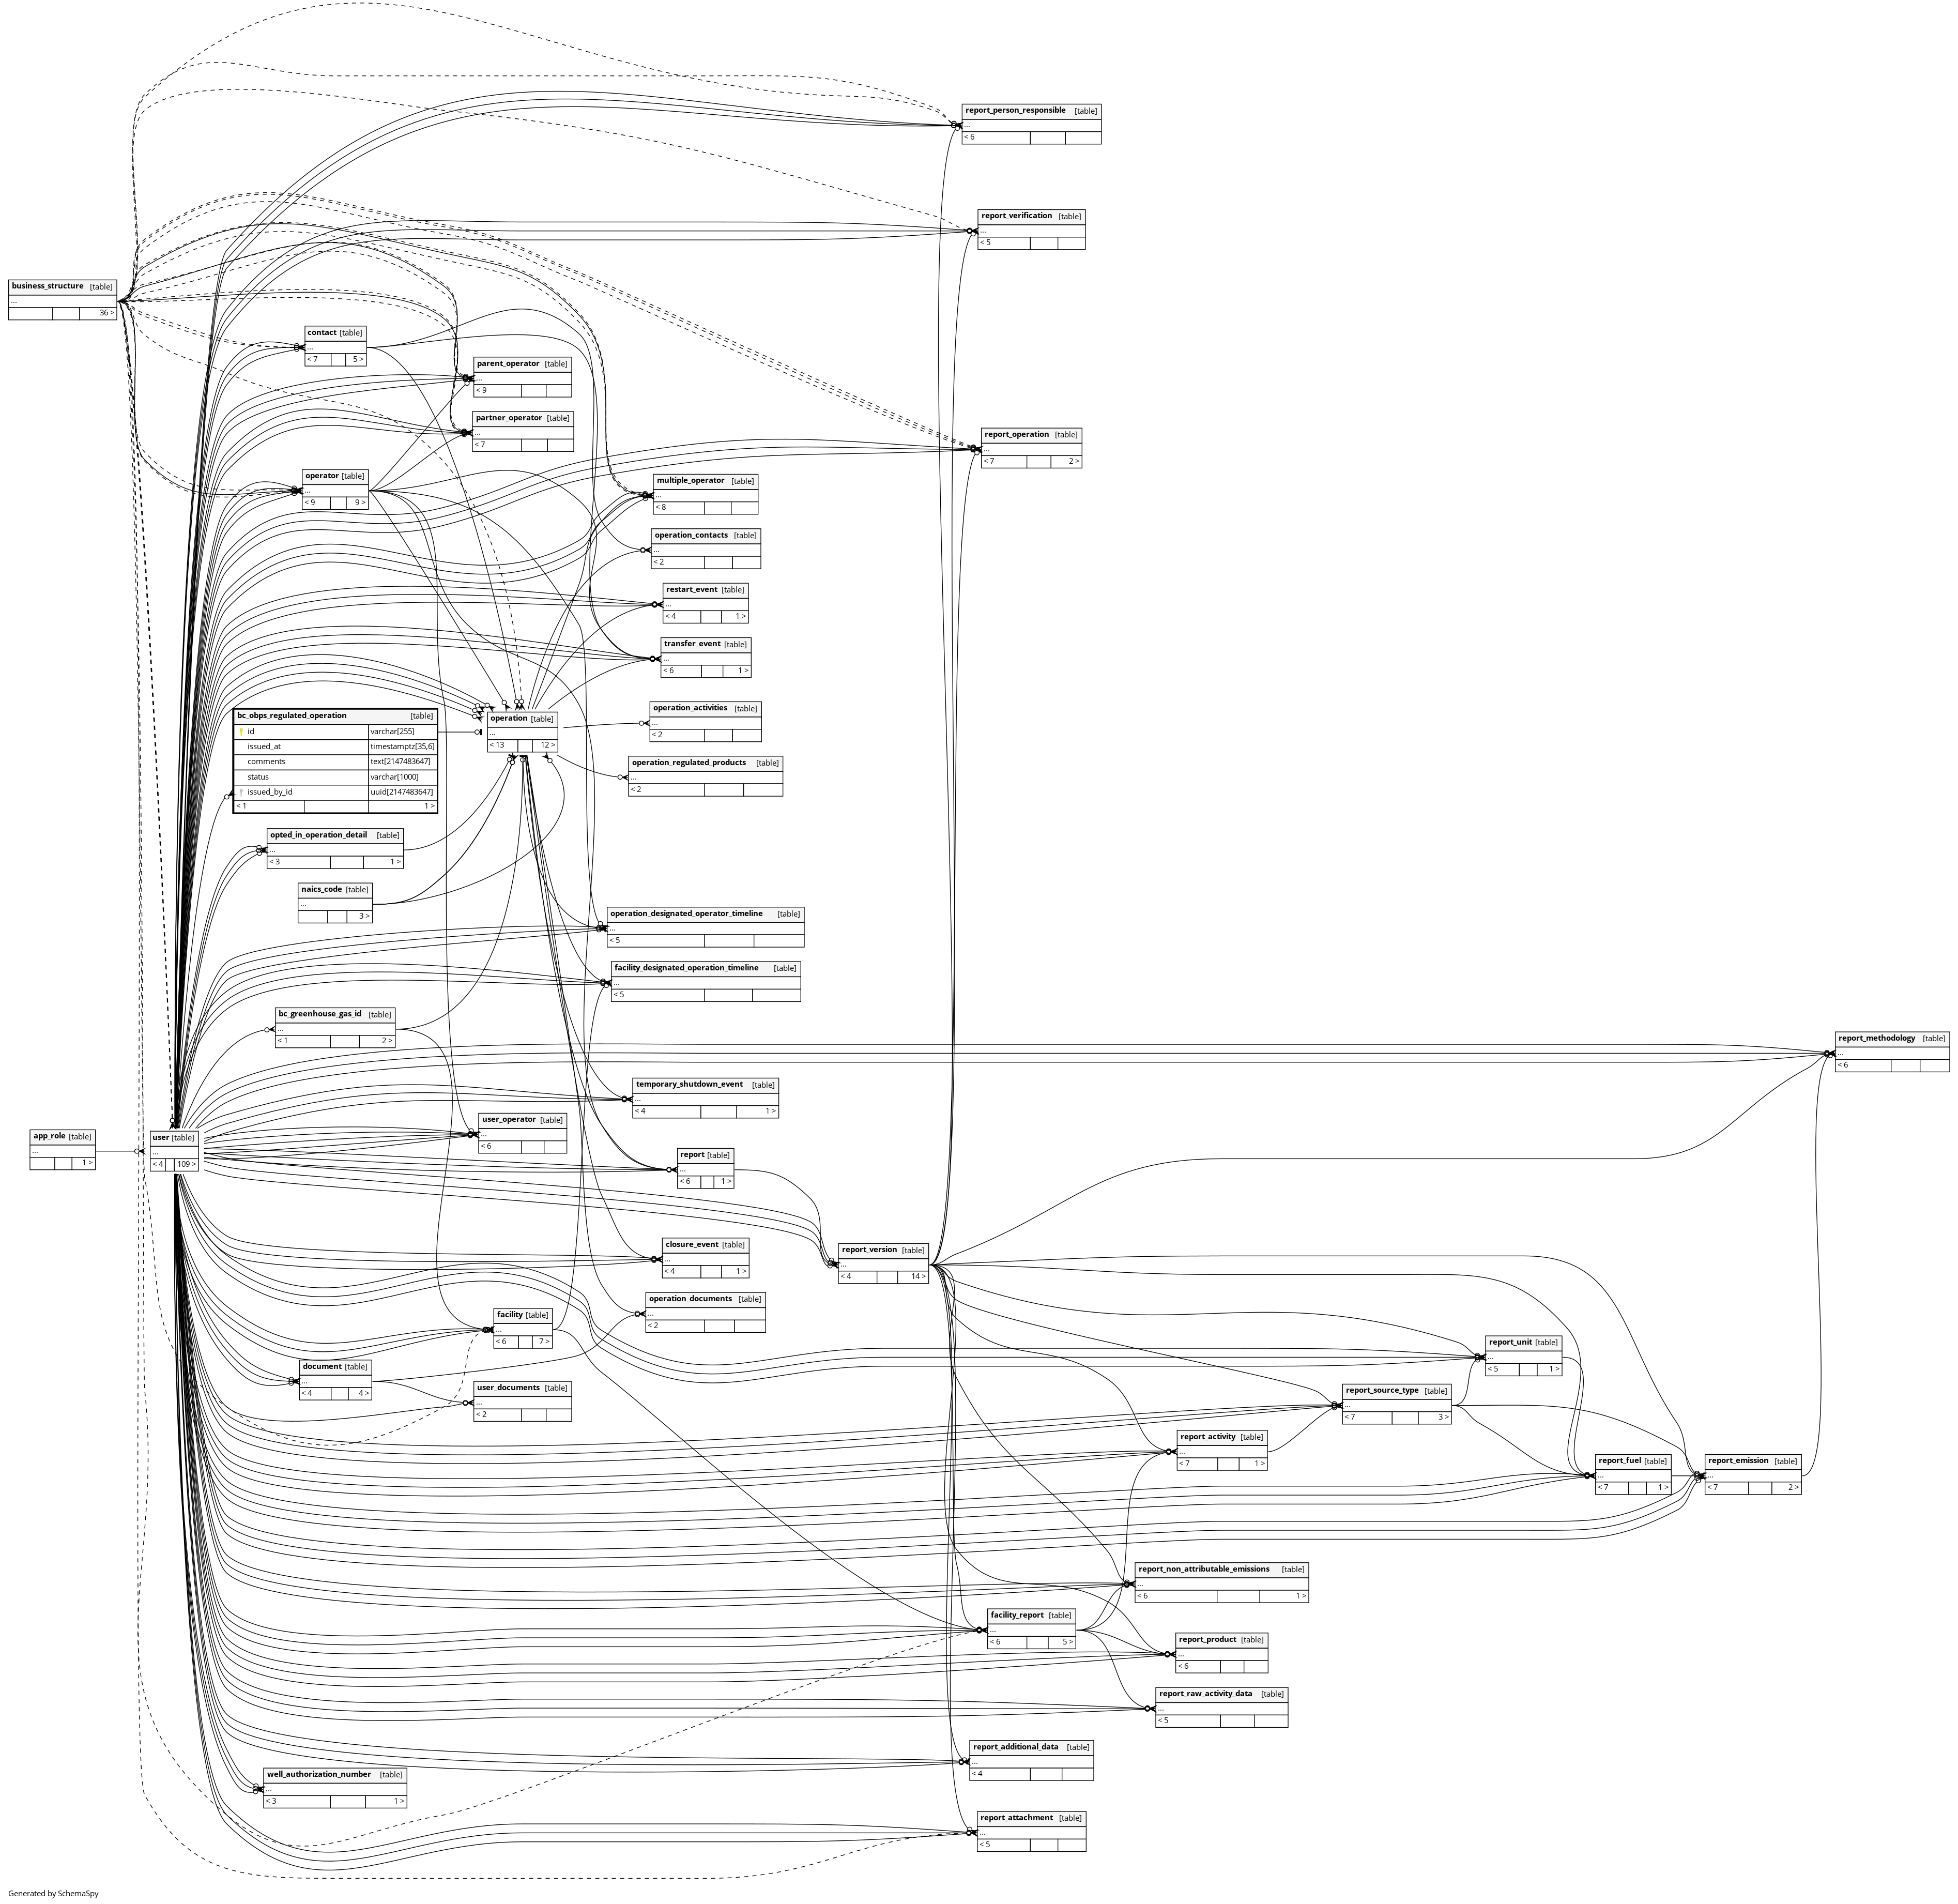 report_person_responsible [table]
...
< 6
report_verification [table]
...
< 5
business_structure [table]
...
36 >
contact [table]
...
< 7 5 >
parent_operator [table]
...
< 9
partner_operator [table]
...
< 7
report_operation [table]
...
< 7 2 >
operator [table]
...
< 9 9 >
multiple_operator [table]
...
< 8
operation_contacts [table]
...
< 2
restart_event [table]
...
< 4 1 >
transfer_event [table]
...
< 6 1 >
operation_activities [table]
...
< 2
bc_obps_regulated_operation [table]
id varchar[255]
issued_at timestamptz[35,6]
comments text[2147483647]
status varchar[1000]
issued_by_id uuid[2147483647]
< 1 1 >
operation [table]
...
< 13 12 >
operation_regulated_products [table]
...
< 2
opted_in_operation_detail [table]
...
< 3 1 >
naics_code [table]
...
3 >
operation_designated_operator_timeline [table]
...
< 5
facility_designated_operation_timeline [table]
...
< 5
bc_greenhouse_gas_id [table]
...
< 1 2 >
report_methodology [table]
...
< 6
temporary_shutdown_event [table]
...
< 4 1 >
user_operator [table]
...
< 6
app_role [table]
...
1 >
user [table]
...
< 4 109 >
report [table]
...
< 6 1 >
closure_event [table]
...
< 4 1 >
report_version [table]
...
< 4 14 >
operation_documents [table]
...
< 2
facility [table]
...
< 6 7 >
report_unit [table]
...
< 5 1 >
document [table]
...
< 4 4 >
user_documents [table]
...
< 2
report_source_type [table]
...
< 7 3 >
report_activity [table]
...
< 7 1 >
report_fuel [table]
...
< 7 1 >
report_emission [table]
...
< 7 2 >
report_non_attributable_emissions [table]
...
< 6 1 >
facility_report [table]
...
< 6 5 >
report_product [table]
...
< 6
report_raw_activity_data [table]
...
< 5
report_additional_data [table]
...
< 4
well_authorization_number [table]
...
< 3 1 >
report_attachment [table]
...
< 5
Generated by SchemaSpy